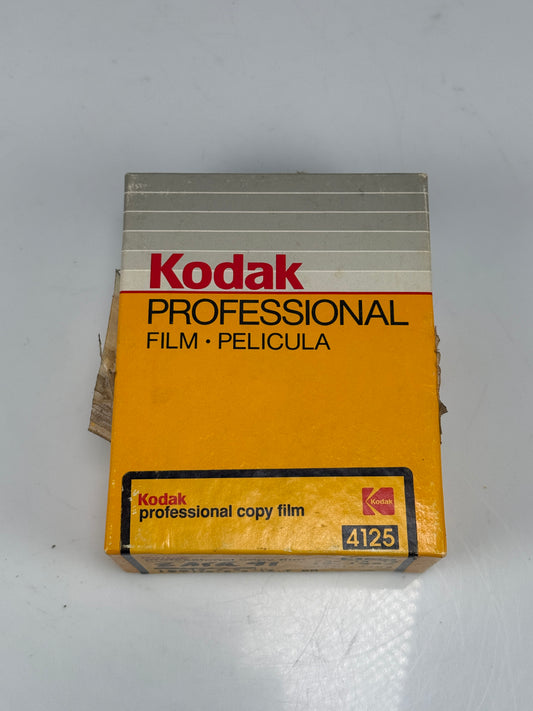 Kodak
PROFESSIONAL
FILM • PELICULA
Kodak
professional copy film
Kodak
4125